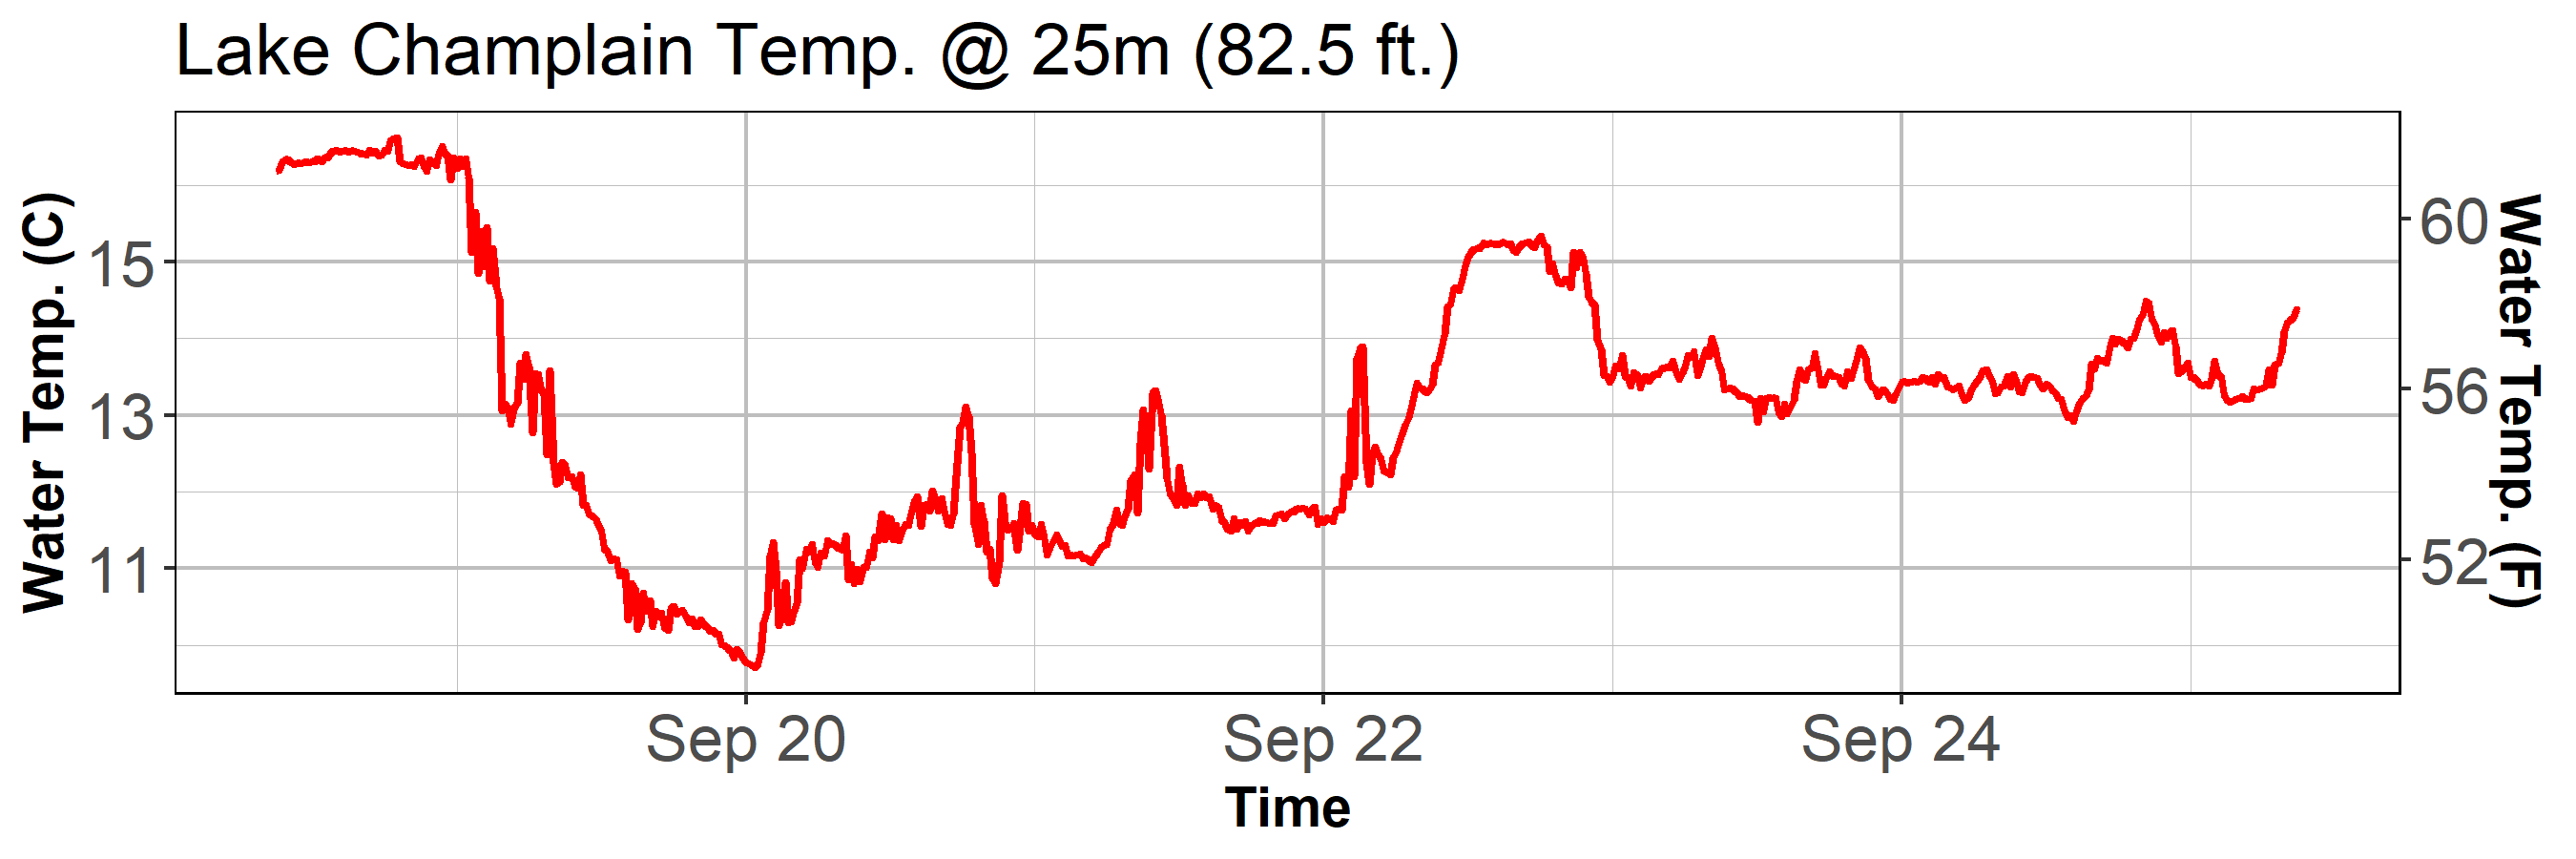 Lake Champlain Temp. @ 25m (82.5 ft.)
Water Temp. (C)
15
13
11
60
56
52
Water Temp. (F)
Sep 20 Sep 22 Sep 24
Time